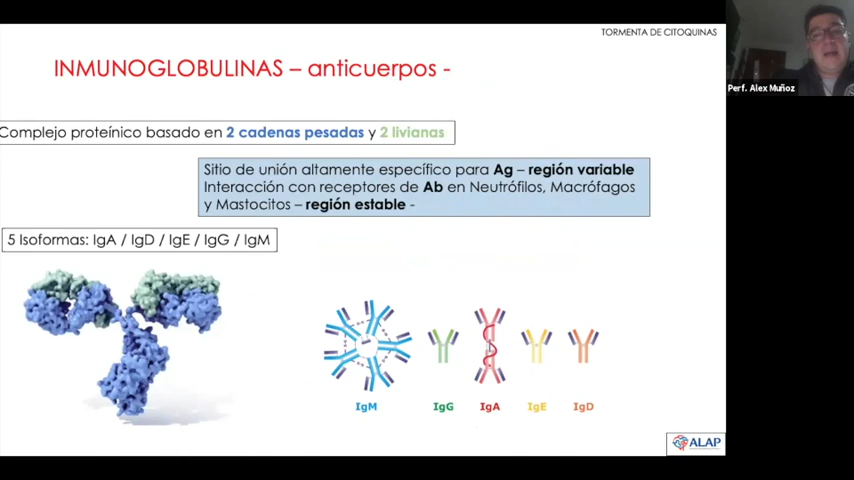 TORMENTA DE CITOQUINAS
INMUNOGLOBULINAS – anticuerpos -
Perf. Alex Muñoz
Complejo proteínico basado en 2 cadenas pesadas y 2 livianas
Sitio de unión altamente específico para Ag – región variable
Interacción con receptores de Ab en Neutrófilos, Macrófagos
y Mastocitos – región estable -
5 Isoformas: IgA / IgD / IgE / IgG / IgM
IgM IgG IgA IgE IgD
ALAP